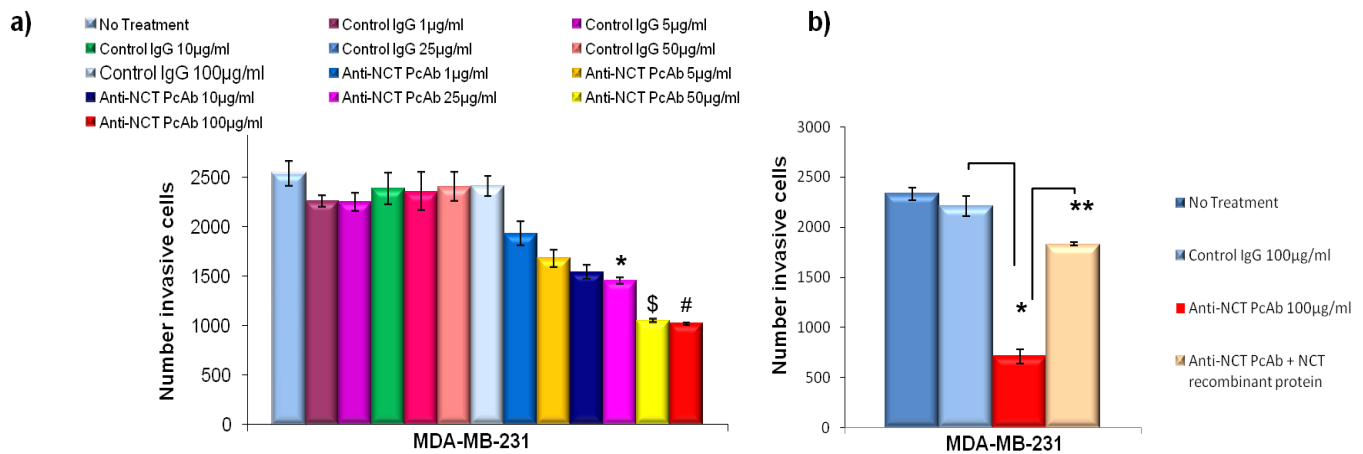 a)
No Treatment
Control IgG 1µg/ml
Control IgG 5µg/ml
Control IgG 10µg/ml
Control IgG 25µg/ml
Control IgG 50µg/ml
Control IgG 100µg/ml
Anti-NCT PcAb 1µg/ml
Anti-NCT PcAb 5µg/ml
Anti-NCT PcAb 10µg/ml
Anti-NCT PcAb 25µg/ml
Anti-NCT PcAb 50µg/ml
Anti-NCT PcAb 100µg/ml
Number invasive cells
2500
2000
1500
1000
500
0
*
$
#
MDA-MB-231
b)
Number invasive cells
3000
2500
2000
1500
1000
500
0
*
**
MDA-MB-231
No Treatment
Control IgG 100µg/ml
Anti-NCT PcAb 100µg/ml
Anti-NCT PcAb + NCT
recombinant protein